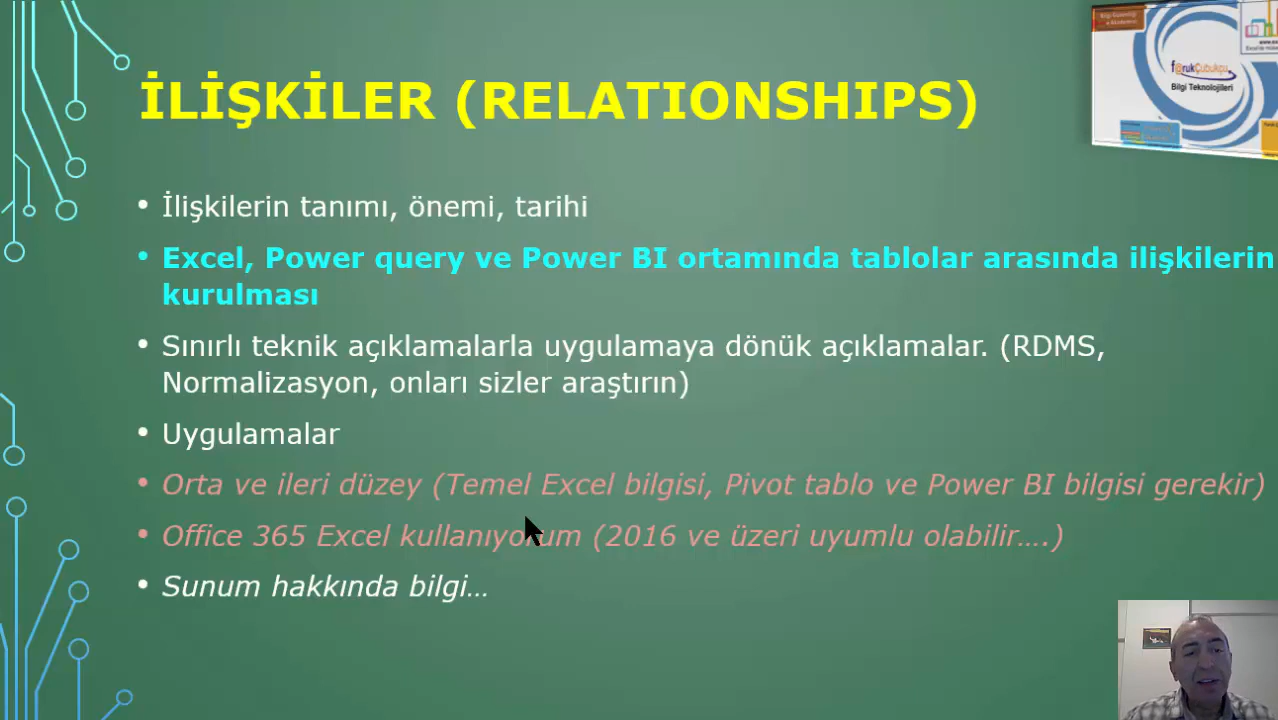 İLİŞKİLER (RELATIONSHIPS)
f@rukÇubukçu
Bilgi Teknolojileri
• İlişkilerin tanımı, önemi, tarihi
• Excel, Power query ve Power BI ortamında tablolar arasında ilişkilerin
kurulması
• Sınırlı teknik açıklamalarla uygulamaya dönük açıklamalar. (RDMS,
Normalizasyon, onları sizler araştırın)
• Uygulamalar
• Orta ve ileri düzey (Temel Excel bilgisi, Pivot tablo ve Power BI bilgisi gerekir)
• Office 365 Excel kullanıyorum (2016 ve üzeri uyumlu olabilir….)
• Sunum hakkında bilgi…